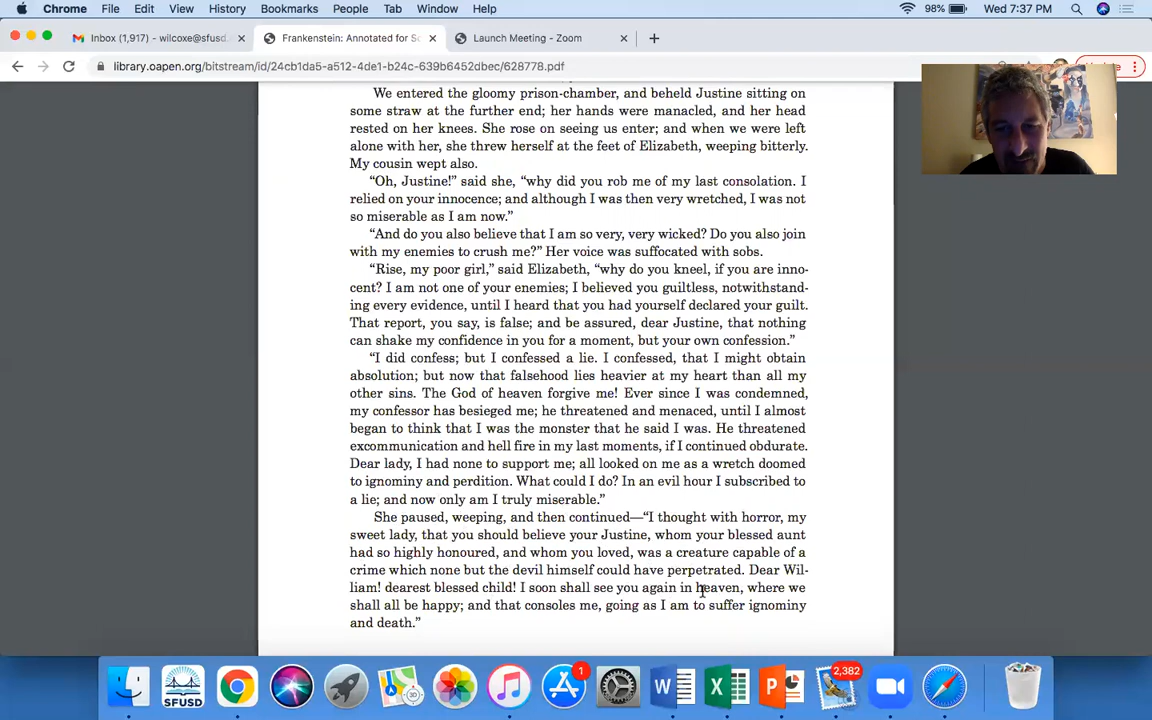 Chrome File Edit View History Bookmarks People Tab Window Help 98% Wed 7:37 PM
Inbox (1,917) - wilcoxe@sfusd. Frankenstein: Annotated for Sc Launch Meeting - Zoom
library.oapen.org/bitstream/id/24cb1da5-a512-4de1-b24c-639b6452dbec/628778.pdf
We entered the gloomy prison-chamber, and beheld Justine sitting on
some straw at the further end; her hands were manacled, and her head
rested on her knees. She rose on seeing us enter; and when we were left
alone with her, she threw herself at the feet of Elizabeth, weeping bitterly.
My cousin wept also.
“Oh, Justine!” said she, “why did you rob me of my last consolation. I
relied on your innocence; and although I was then very wretched, I was not
so miserable as I am now.”
“And do you also believe that I am so very, very wicked? Do you also join
with my enemies to crush me?” Her voice was suffocated with sobs.
“Rise, my poor girl,” said Elizabeth, “why do you kneel, if you are inno-
cent? I am not one of your enemies; I believed you guiltless, notwithstand-
ing every evidence, until I heard that you had yourself declared your guilt.
That report, you say, is false; and be assured, dear Justine, that nothing
can shake my confidence in you for a moment, but your own confession.”
“I did confess; but I confessed a lie. I confessed, that I might obtain
absolution; but now that falsehood lies heavier at my heart than all my
other sins. The God of heaven forgive me! Ever since I was condemned,
my confessor has besieged me; he threatened and menaced, until I almost
began to think that I was the monster that he said I was. He threatened
excommunication and hell fire in my last moments, if I continued obdurate.
Dear lady, I had none to support me; all looked on me as a wretch doomed
to ignominy and perdition. What could I do? In an evil hour I subscribed to
a lie; and now only am I truly miserable.”
She paused, weeping, and then continued—“I thought with horror, my
sweet lady, that you should believe your Justine, whom your blessed aunt
had so highly honoured, and whom you loved, was a creature capable of a
crime which none but the devil himself could have perpetrated. Dear Wil-
liam! dearest blessed child! I soon shall see you again in heaven, where we
shall all be happy; and that consoles me, going as I am to suffer ignominy
and death.”
SFUSD 1 2,382